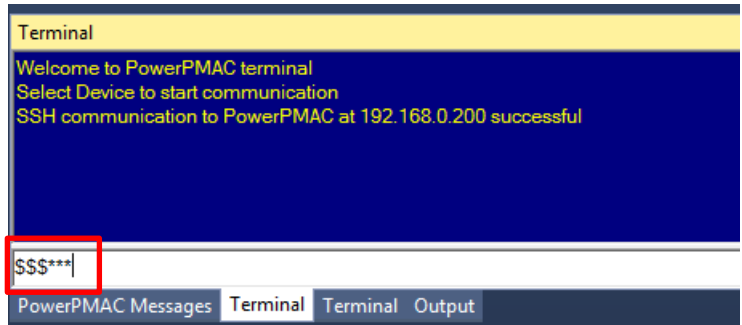 Terminal
Welcome to PowerPMAC terminal
Select Device to start communication
SSH communication to PowerPMAC at 192.168.0.200 successful
$$$***
PowerPMAC Messages Terminal Terminal Output